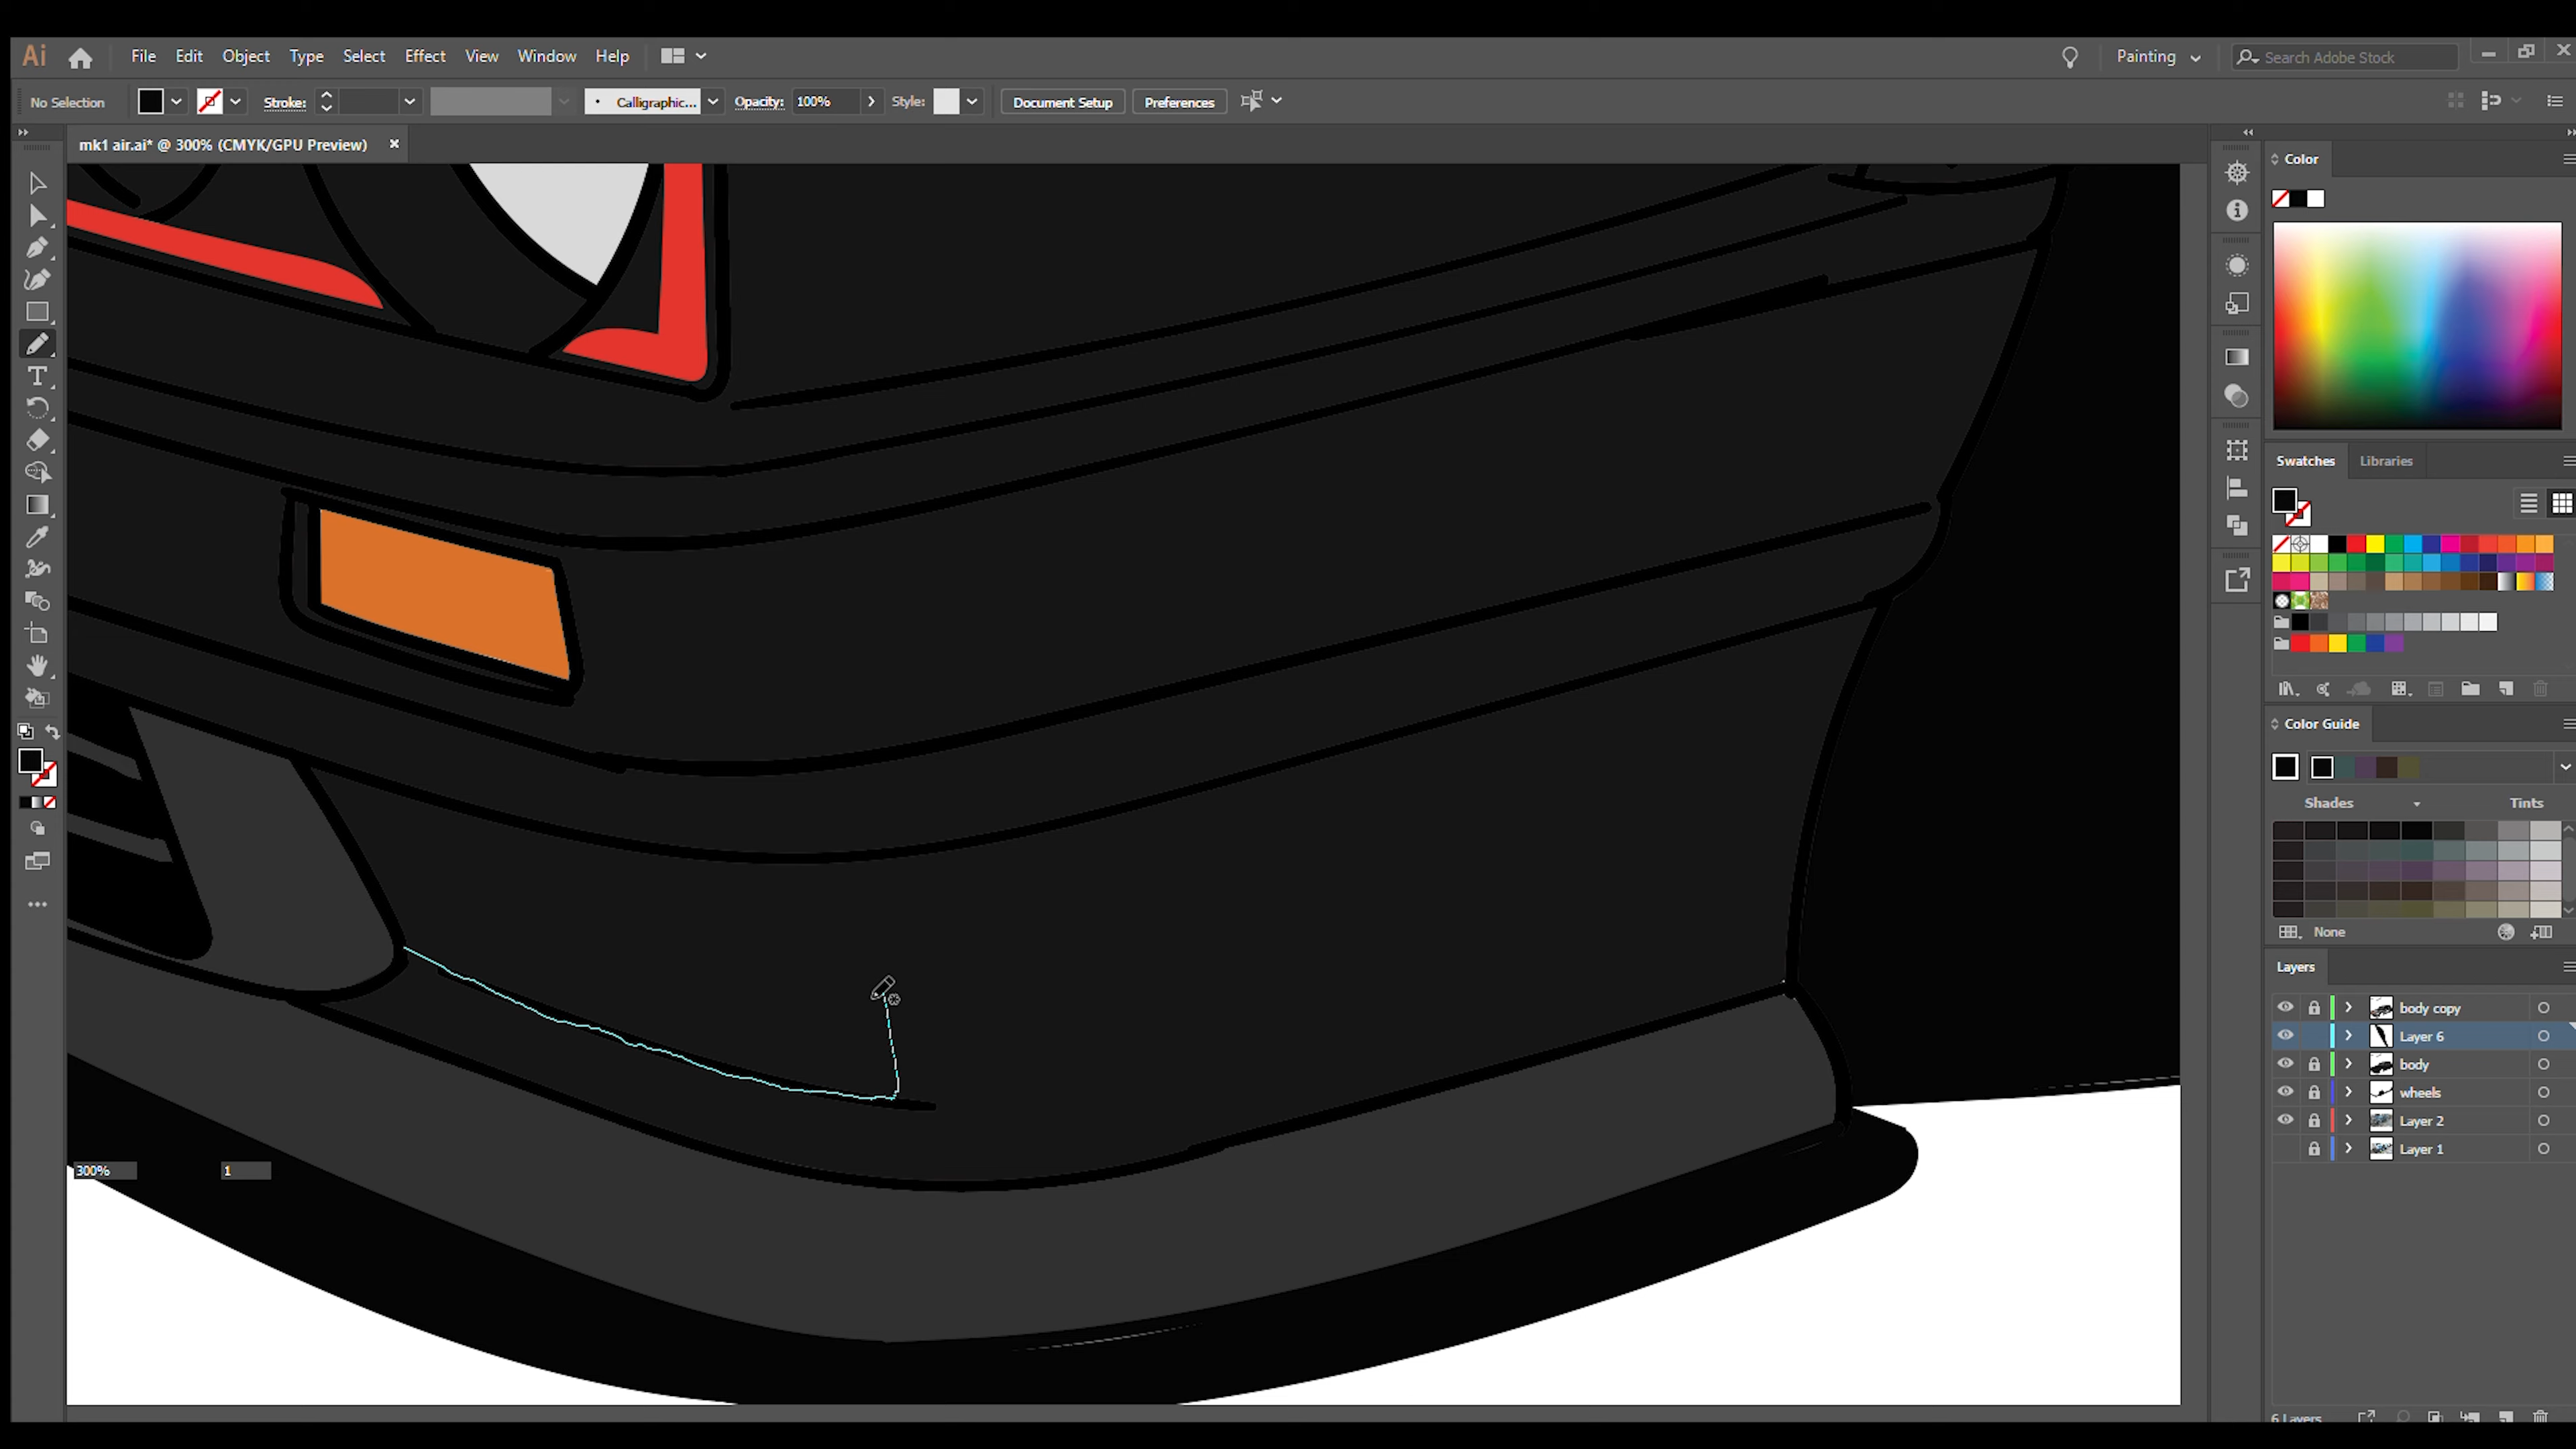 Ai File Edit Object Type Select Effect View Window Help Painting Search Adobe Stock
No Selection Stroke: Calligraphic... Opacity: 100% Style: Document Setup Preferences
mk1 air.ai* @ 300% (CMYK/GPU Preview) ×
Color
Swatches Libraries
Color Guide
Shades Tints
None
Layers
body copy
Layer 6
body
wheels
Layer 2
Layer 1
300% 1
6 Layers